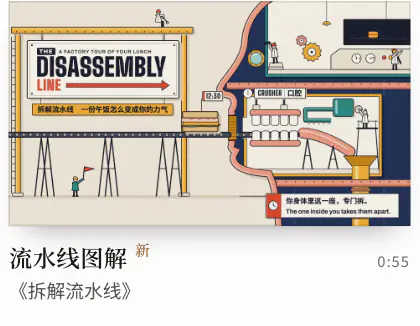 THE A FACTORY TOUR OF YOUR LUNCH
DISASSEMBLY
LINE
拆解流水线 一份午饭怎么变成你的力气
12:30
1 CRUSHER 口腔
你身体里这一座,专门拆。
The one inside you takes them apart.
流水线图解 新
0:55
《拆解流水线》